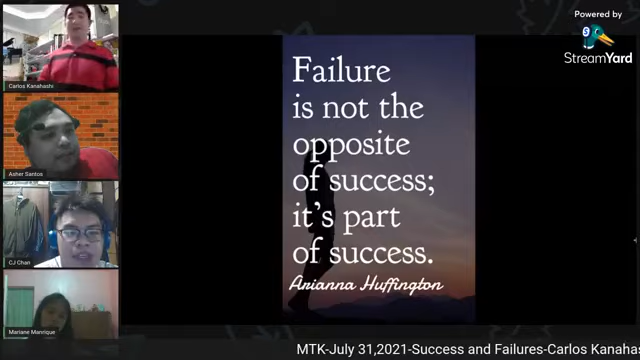 Powered by
StreamYard
Carlos Kanahashi
Asher Santos
CJ Chan
Mariane Manrique
Failure
is not the
opposite
of success;
it's part
of success.
Arianna Huffington
MTK-July 31,2021-Success and Failures-Carlos Kanahas